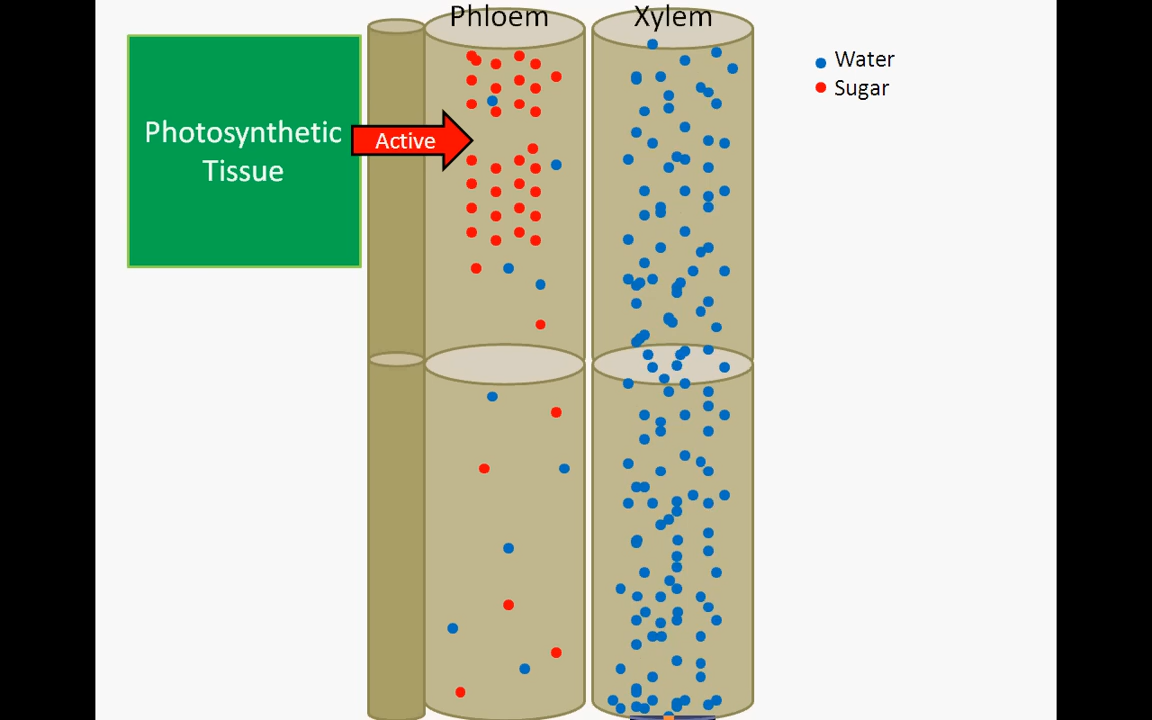 Phloem
Xylem
Water
Sugar
Photosynthetic
Tissue
Active